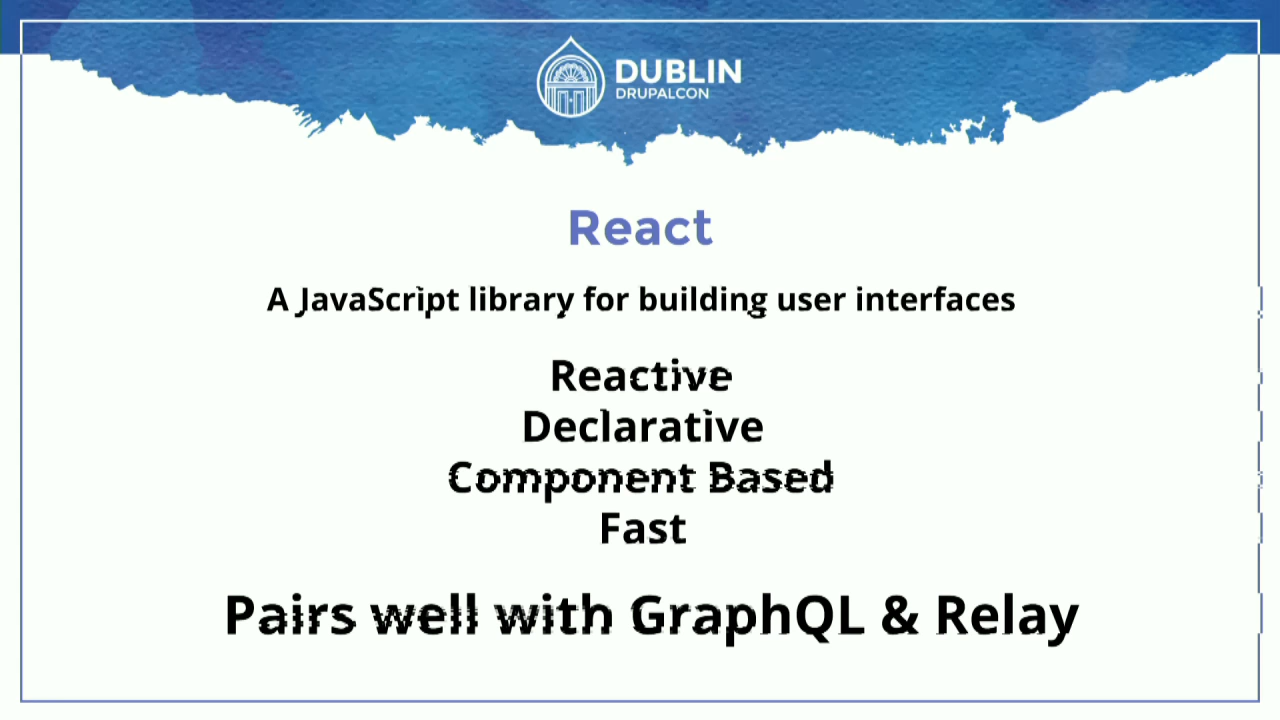 DUBLIN
DRUPALCON
React
A JavaScript library for building user interfaces
Reactive
Declarative
Component Based
Fast
Pairs well with GraphQL & Relay